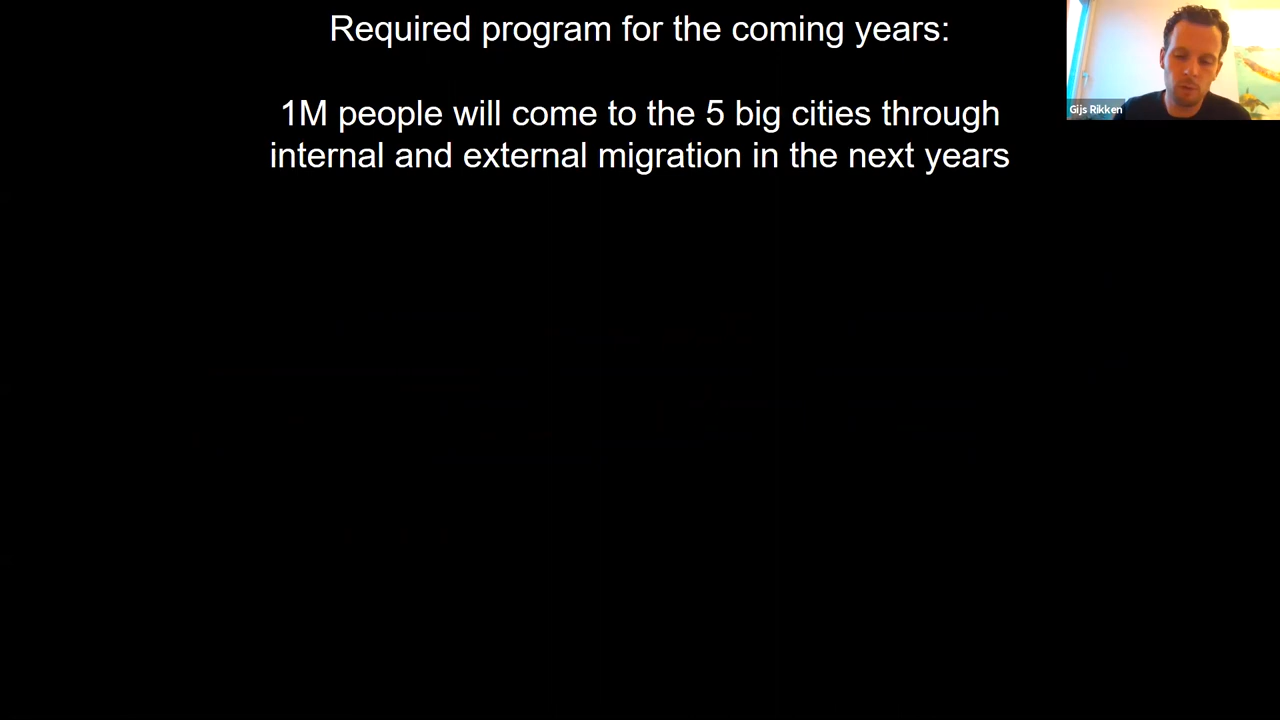 Required program for the coming years:
1M people will come to the 5 big cities through
internal and external migration in the next years
Gijs Rikken